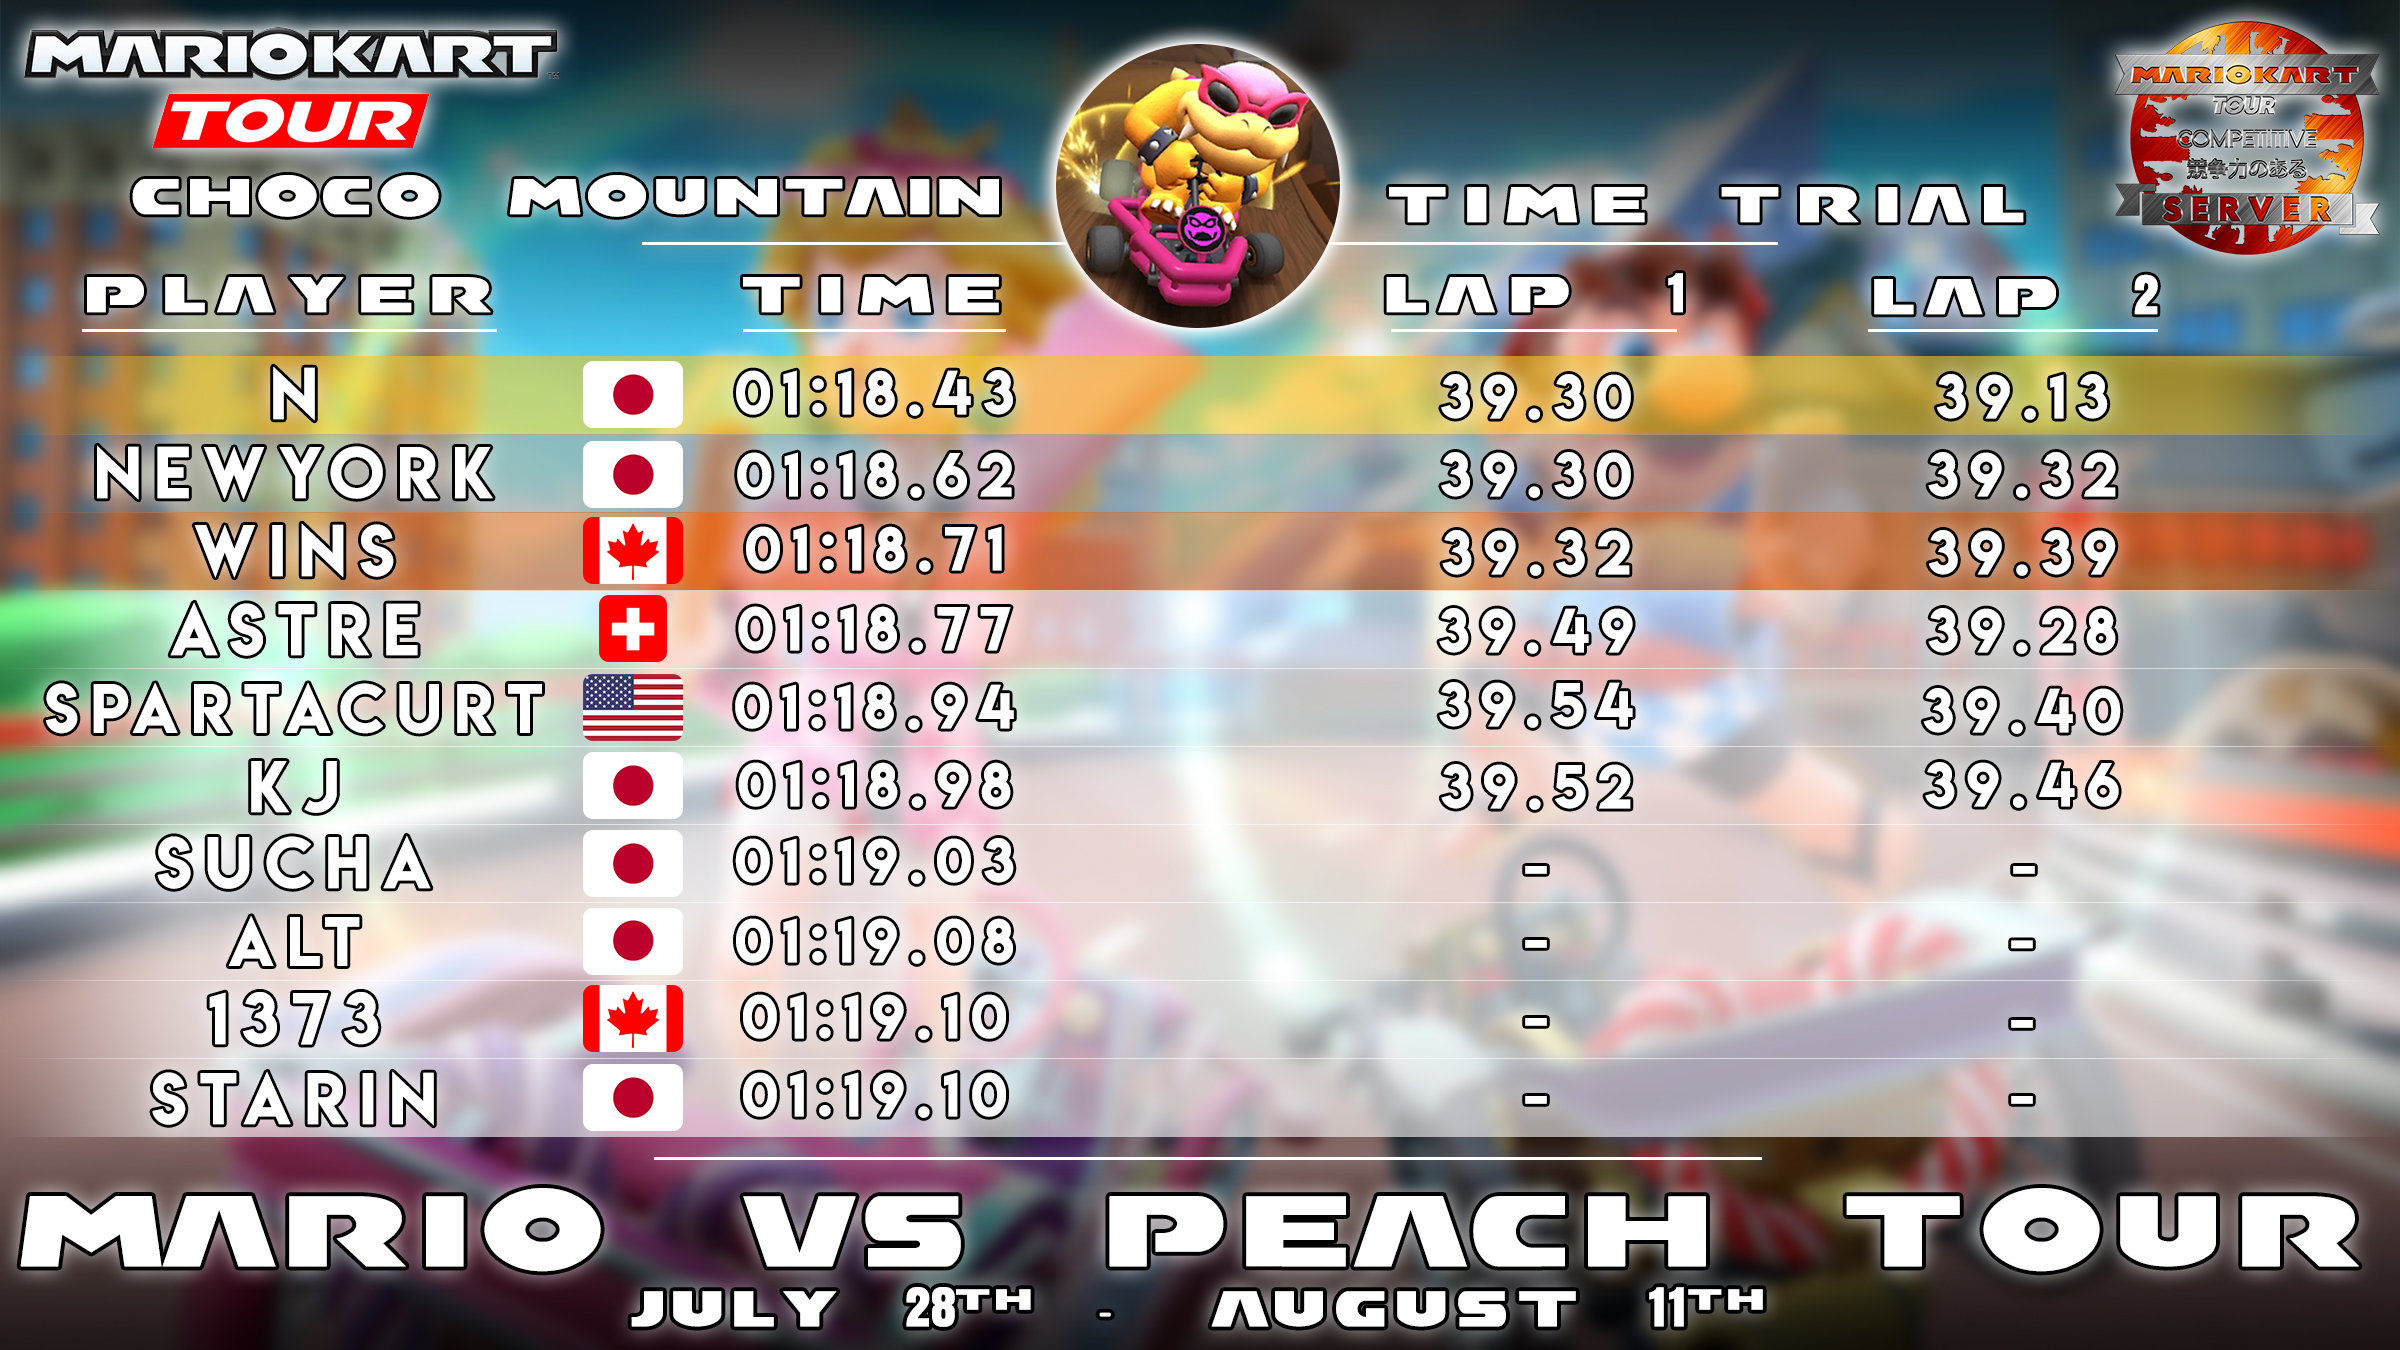 MARIOKART
TOUR
CHOCO MOUNTAIN TIME TRIAL
MARIOKART
TOUR
COMPETITIVE
競争力のある
SERVER
PLAYER TIME LAP 1 LAP 2
N 01:18.43 39.30 39.13
NEWYORK 01:18.62 39.30 39.32
WINS 01:18.71 39.32 39.39
ASTRE 01:18.77 39.49 39.28
SPARTACURT 01:18.94 39.54 39.40
KJ 01:18.98 39.52 39.46
SUCHA 01:19.03 - -
ALT 01:19.08 - -
1373 01:19.10 - -
STARIN 01:19.10 - -
MARIO VS PEACH TOUR
JULY 28TH - AUGUST 11TH